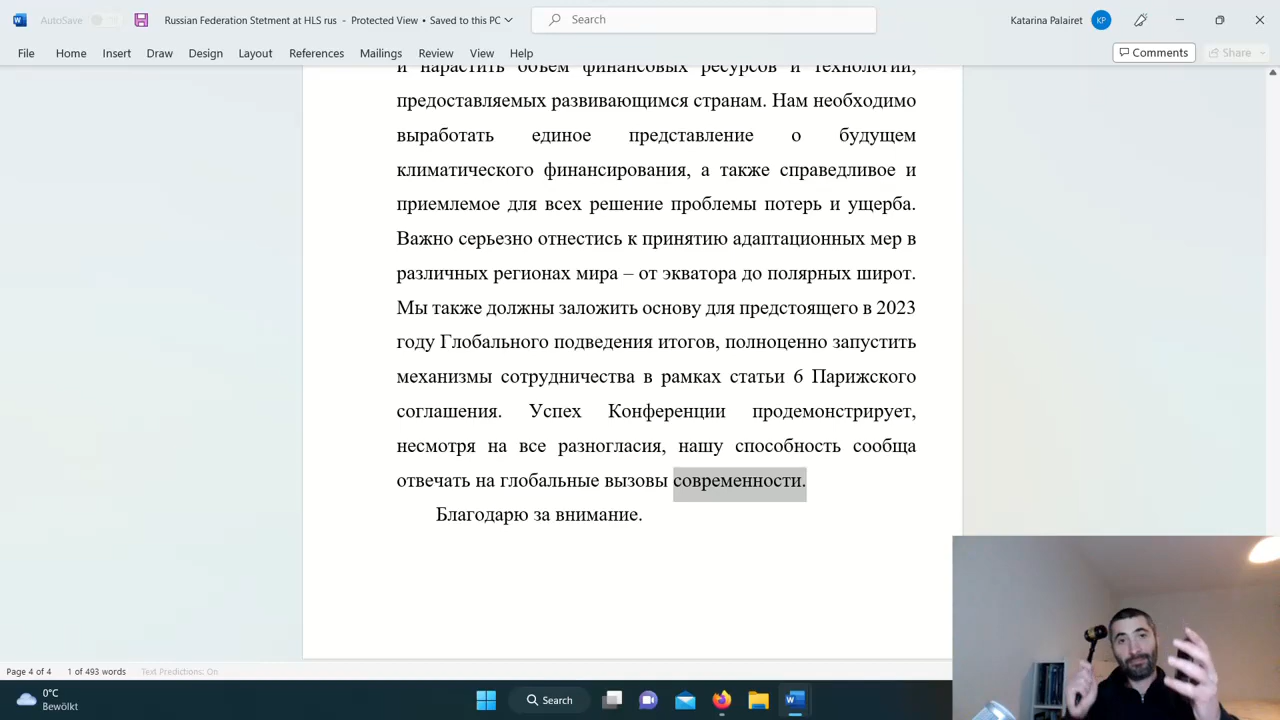 AutoSave
Russian Federation Stetment at HLS rus - Protected View • Saved to this PC
Search
Katarina Palairet
KP
File Home Insert Draw Design Layout References Mailings Review View Help
Comments
Share
и нарастить объем финансовых ресурсов и технологий,
предоставляемых развивающимся странам. Нам необходимо
выработать единое представление о будущем
климатического финансирования, а также справедливое и
приемлемое для всех решение проблемы потерь и ущерба.
Важно серьезно отнестись к принятию адаптационных мер в
различных регионах мира – от экватора до полярных широт.
Мы также должны заложить основу для предстоящего в 2023
году Глобального подведения итогов, полноценно запустить
механизмы сотрудничества в рамках статьи 6 Парижского
соглашения. Успех Конференции продемонстрирует,
несмотря на все разногласия, нашу способность сообща
отвечать на глобальные вызовы современности.
Благодарю за внимание.
Page 4 of 4 1 of 493 words Text Predictions: On
0°C
Bewölkt
Search